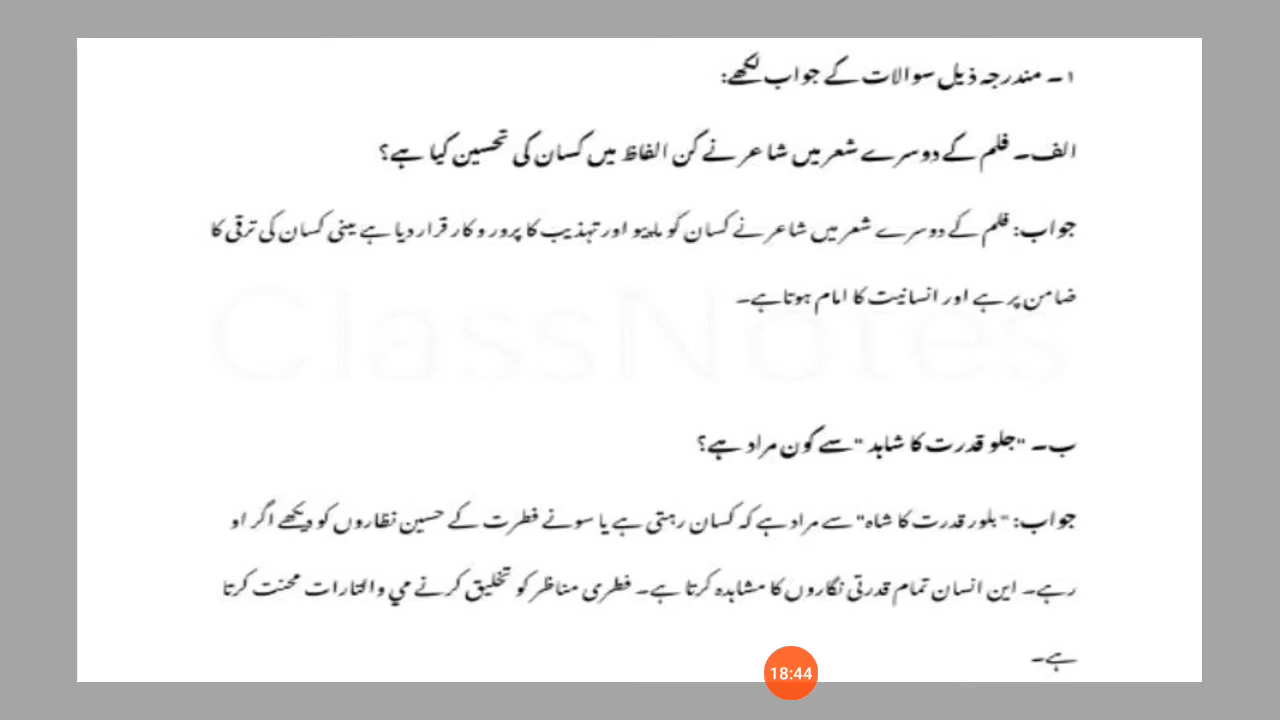 ۱۔ مندرجہ ذیل سوالات کے جواب لکھے:
الف۔ فلم کے دوسرے شعر میں شاعر نے کن الفاظ میں کسان کی تحسین کیا ہے؟
جواب: فلم کے دوسرے شعر میں شاعر نے کسان کو ماہیو اور تہذیب کا پرور و کار قرار دیا ہے یینی کسان کی ترقی کا
ضامن پر ہے اور انسانیت کا امام ہوتا ہے۔
ClassNotes
ب۔ "جلو قدرت کا شاہد" سے کون مراد ہے؟
جواب: "بلور قدرت کا شاہ" سے مراد ہے کہ کسان رہتی ہے یا سونے فطرت کے حسین نظاروں کو دیکھے اگر او
رہے۔ این انسان تمام قدرتی نگاروں کا مشاہدہ کرتا ہے۔ فطری مناظر کو تخلیق کرنے مي والتارات محنت کرتا
ہے۔
18:44